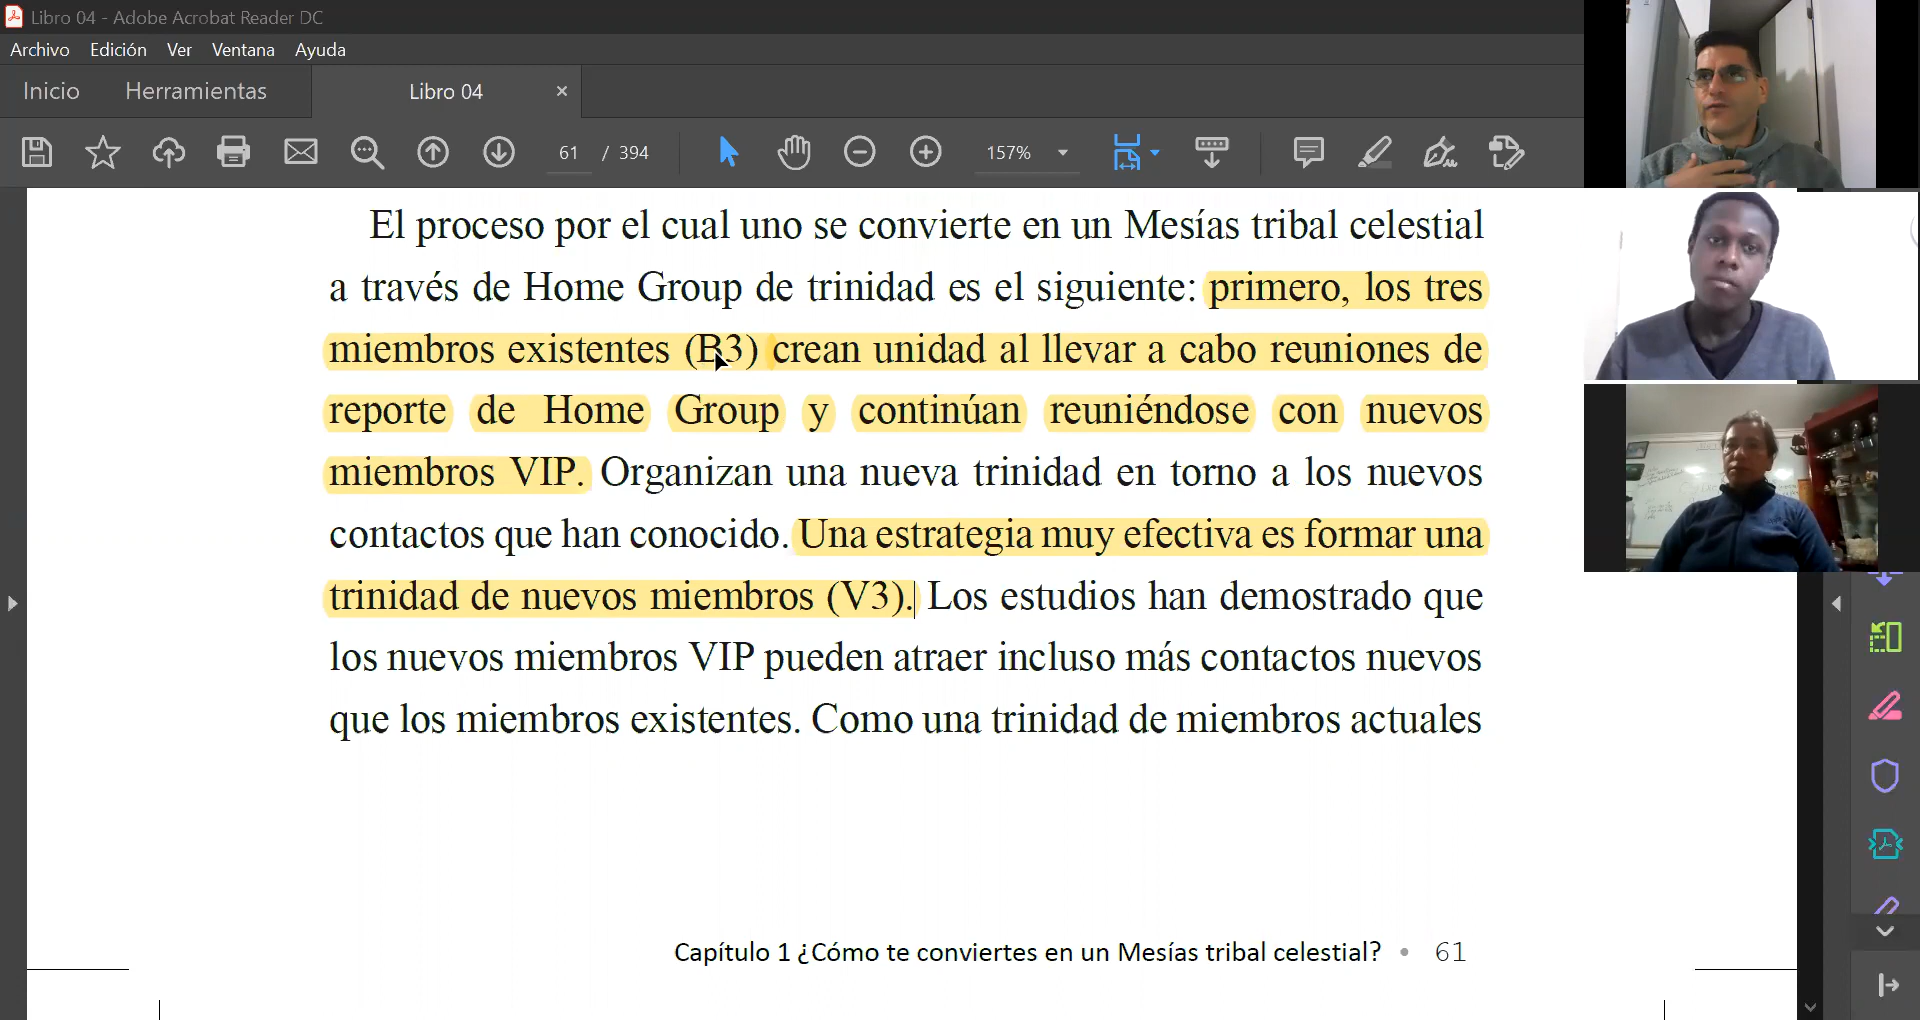 Libro 04 - Adobe Acrobat Reader DC
Archivo Edición Ver Ventana Ayuda
Inicio Herramientas Libro 04 ×
61 / 394 157%
El proceso por el cual uno se convierte en un Mesías tribal celestial
a través de Home Group de trinidad es el siguiente: primero, los tres
miembros existentes (B3) crean unidad al llevar a cabo reuniones de
reporte de Home Group y continúan reuniéndose con nuevos
miembros VIP. Organizan una nueva trinidad en torno a los nuevos
contactos que han conocido. Una estrategia muy efectiva es formar una
trinidad de nuevos miembros (V3). Los estudios han demostrado que
los nuevos miembros VIP pueden atraer incluso más contactos nuevos
que los miembros existentes. Como una trinidad de miembros actuales
Capítulo 1 ¿Cómo te conviertes en un Mesías tribal celestial? • 61